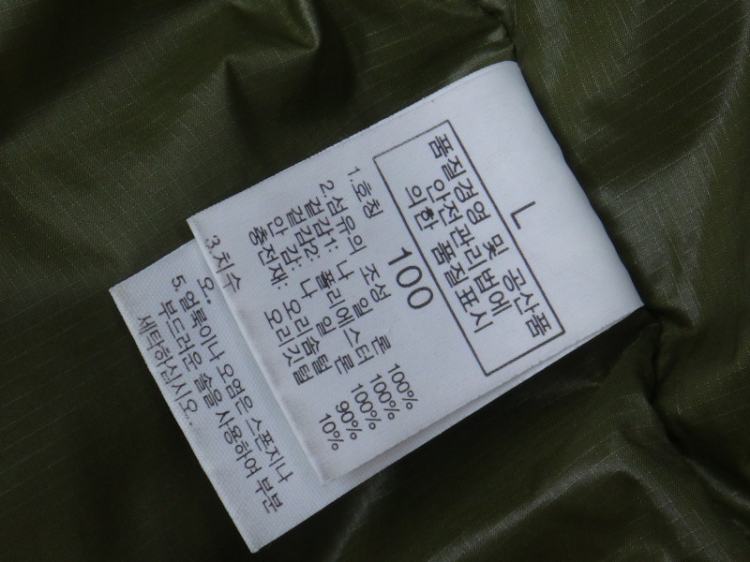 L
품질경영 및 공산품
안전관리법에
의한 품질표시
1.호칭 100
2.섬유의 조성
겉감1: 나 일 론 100%
겉감2: 폴리에스터 100%
안 감: 나 일 론 100%
충전재: 오리솜털 90%
오리깃털 10%
3.치수
5.얼룩이나 오염은 스폰지나
부드러운 솔을 사용하여 부분
세탁하십시오..